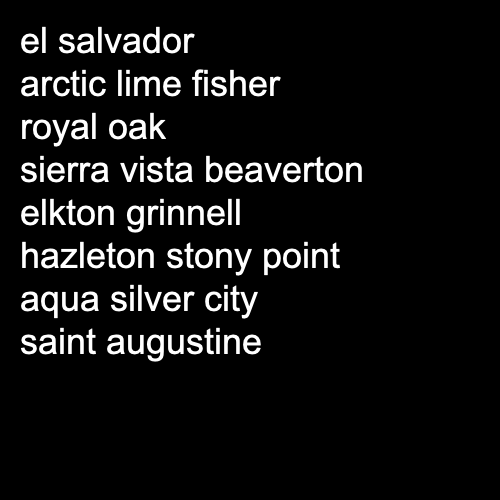 el salvador
arctic lime fisher
royal oak
sierra vista beaverton
elkton grinnell
hazleton stony point
aqua silver city
saint augustine